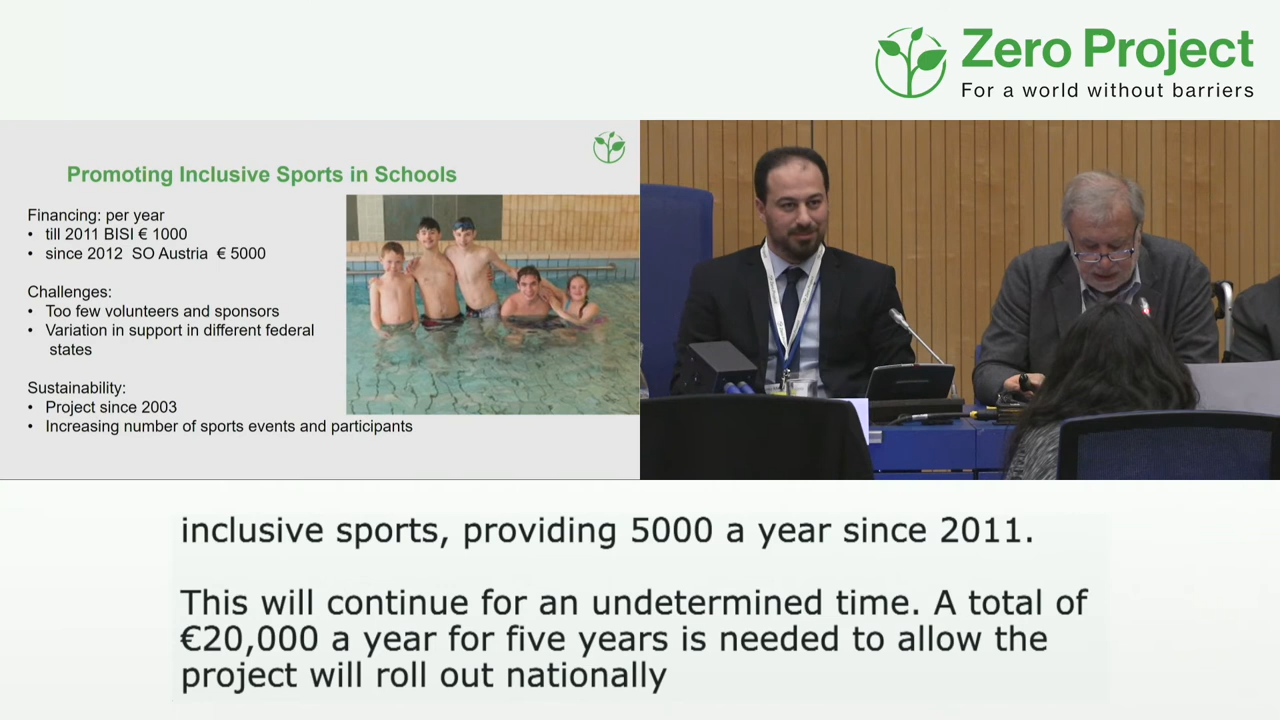 Zero Project
For a world without barriers
Promoting Inclusive Sports in Schools
Financing: per year
• till 2011 BISI € 1000
• since 2012 SO Austria € 5000
Challenges:
• Too few volunteers and sponsors
• Variation in support in different federal
states
Sustainability:
• Project since 2003
• Increasing number of sports events and participants
inclusive sports, providing 5000 a year since 2011.
This will continue for an undetermined time. A total of
€20,000 a year for five years is needed to allow the
project will roll out nationally